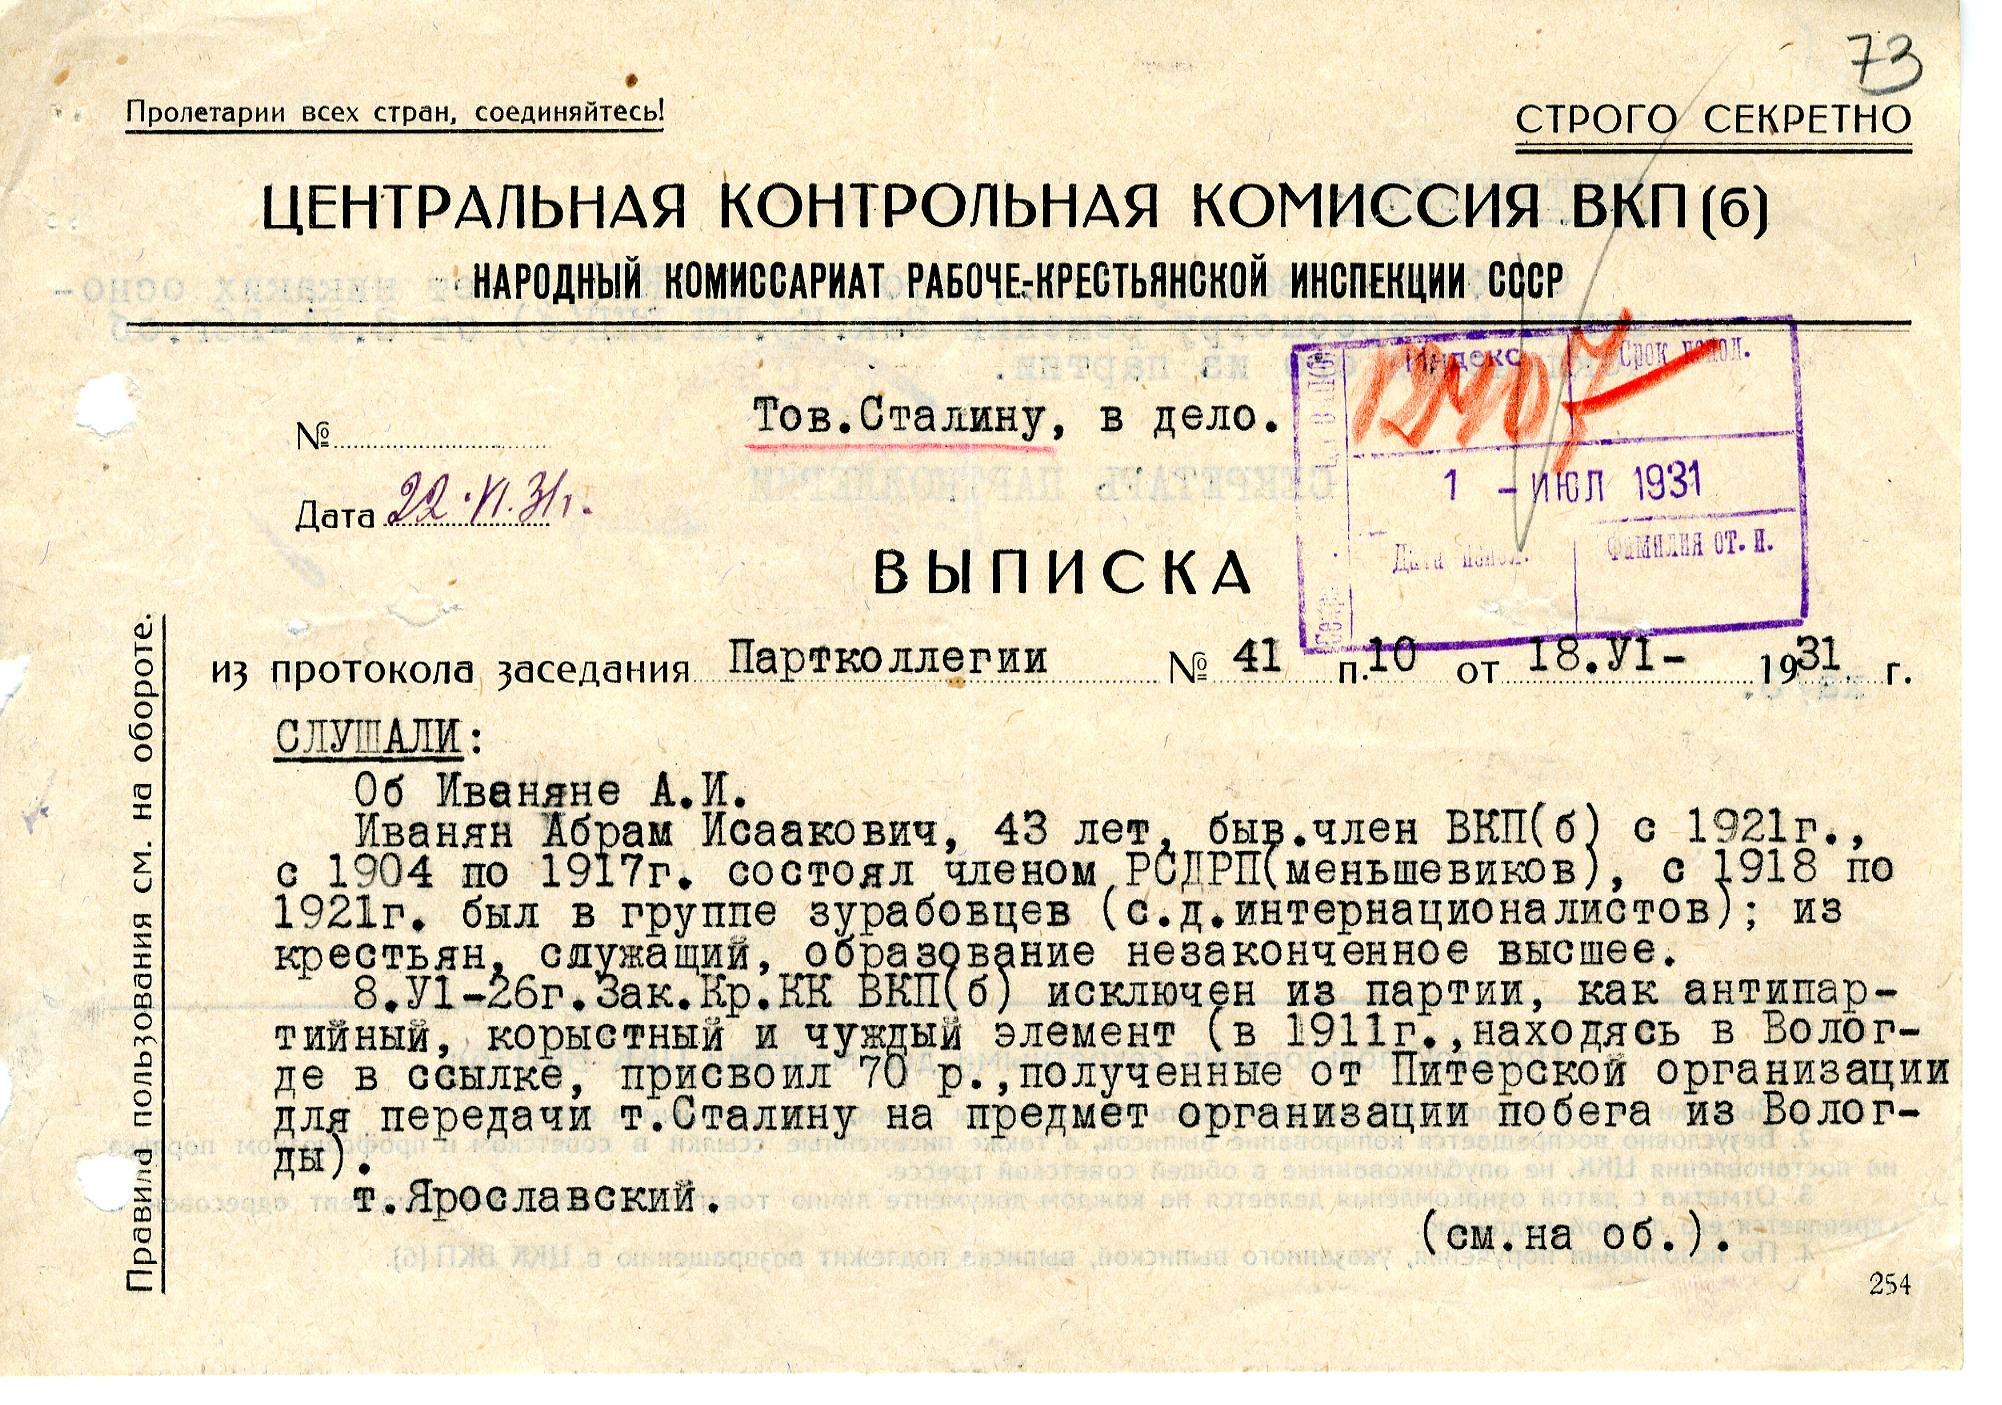 73
Пролетарии всех стран, соединяйтесь!
СТРОГО СЕКРЕТНО
ЦЕНТРАЛЬНАЯ КОНТРОЛЬНАЯ КОМИССИЯ ВКП(б)
НАРОДНЫЙ КОМИССАРИАТ РАБО�че-КРЕСТЬЯНСКОЙ ИНСПЕКЦИИ СССР
Индекс
Срок испол.
Тов.Сталину, в дело.
№
1 - ИЮЛ 1931
Дата 22.VI.31г.
Дата испол.
Фамилия от. и.
ВЫПИСКА
из протокола заседания Партколлегии № 41 п.10 от 18.У1- 1931 г.
СЛУШАЛИ:
Об Иваняне А.И.
Иванян Абрам Исаакович, 43 лет, быв.член ВКП(б) с 1921г.,
с 1904 по 1917г. состоял членом РСДРП(меньшевиков), с 1918 по
1921г. был в группе зурабовцев (с.д.интернационалистов); из
крестьян, служащий, образование незаконченное высшее.
8.У1-26г.Зак.Кр.КК ВКП(б) исключен из партии, как антипар-
тийный, корыстный и чуждый элемент (в 1911г.,находясь в Волог-
де в ссылке, присвоил 70 р.,полученные от Питерской организации
для передачи т.Сталину на предмет организации побега из Волог-
ды).
т.Ярославский.
(см.на об.).
254
Правила пользования см. на обороте.